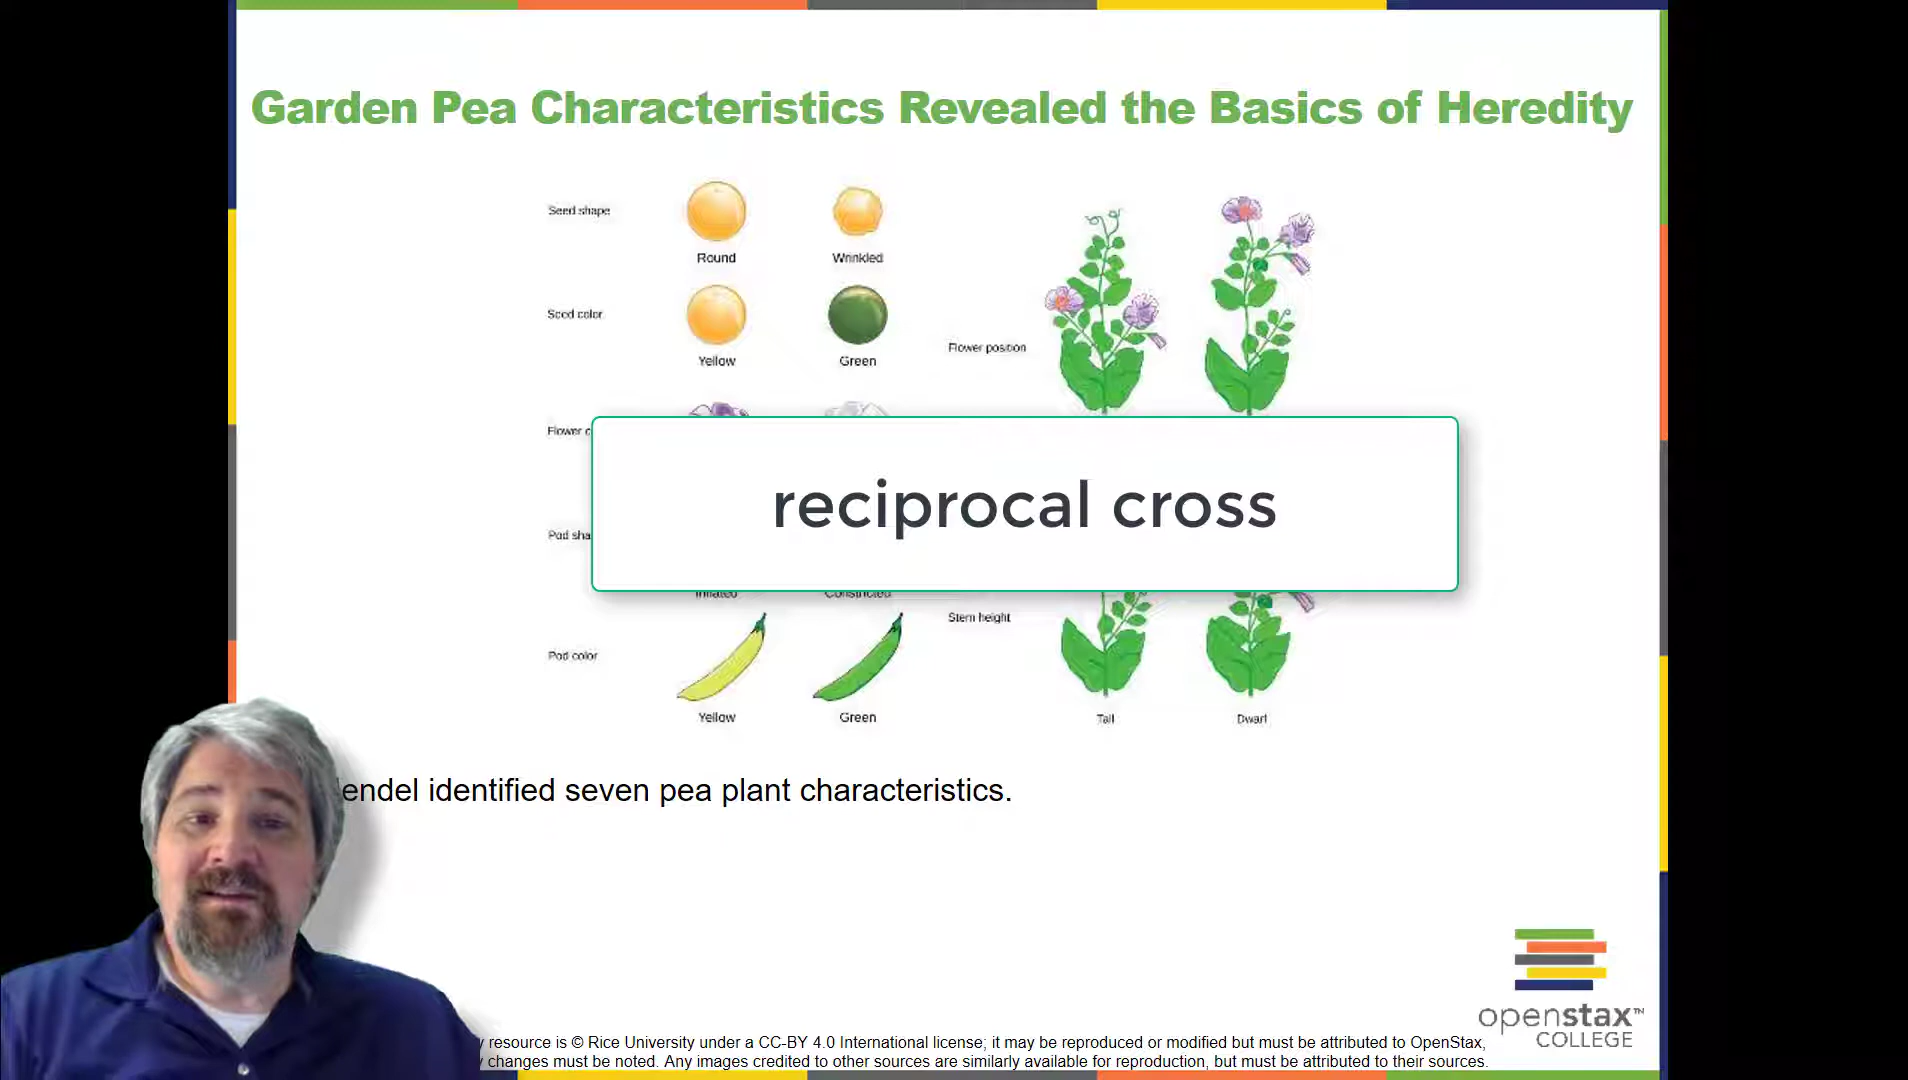 Garden Pea Characteristics Revealed the Basics of Heredity
Seed shape
Round
Wrinkled
Seed color
Yellow
Green
Flower position
Flower c
reciprocal cross
Pod sha
Inflated
Constricted
Stem height
Pod color
Yellow
Green
Tall
Dwarf
endel identified seven pea plant characteristics.
openstax™
COLLEGE
resource is © Rice University under a CC-BY 4.0 International license; it may be reproduced or modified but must be attributed to OpenStax,
changes must be noted. Any images credited to other sources are similarly available for reproduction, but must be attributed to their sources.